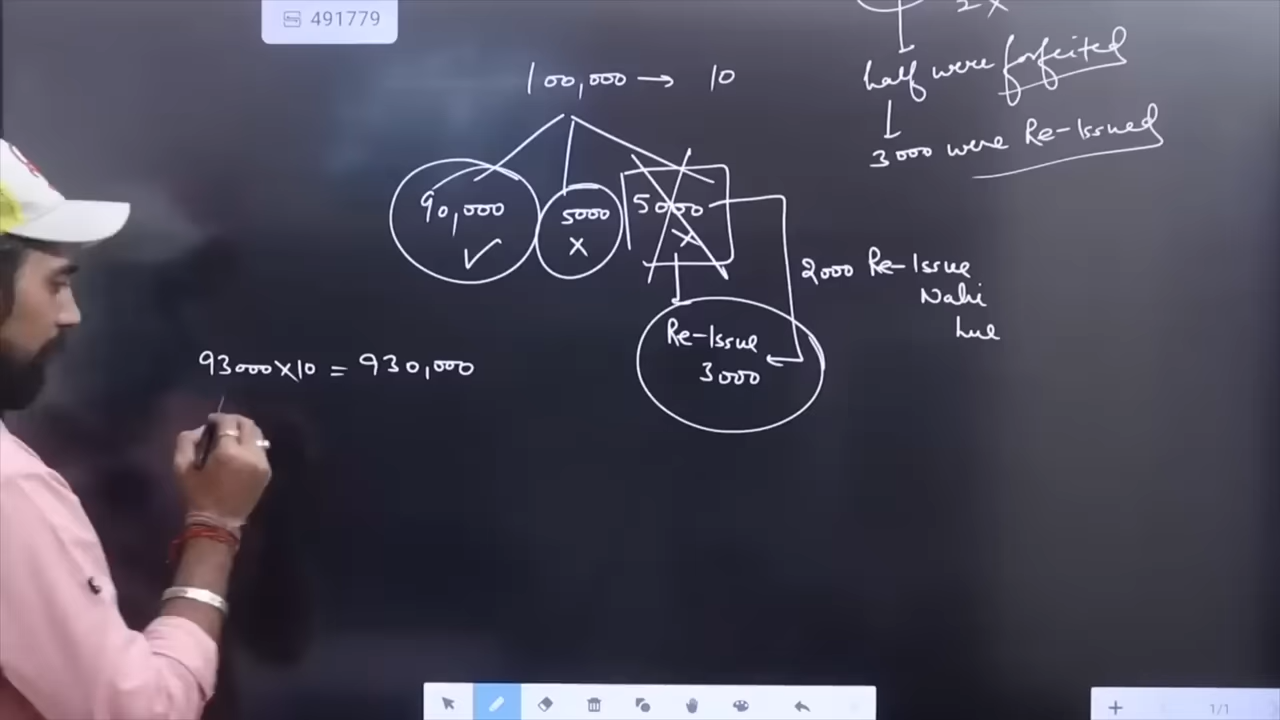 491779
2x
half were forfeited
3000 were Re-Issued
100,000 → 10
90,000 ✓
5000 X
5000 X
2000 Re-Issue
Nahi
hue
Re-Issue
3000
93000x10 = 930,000
1/1